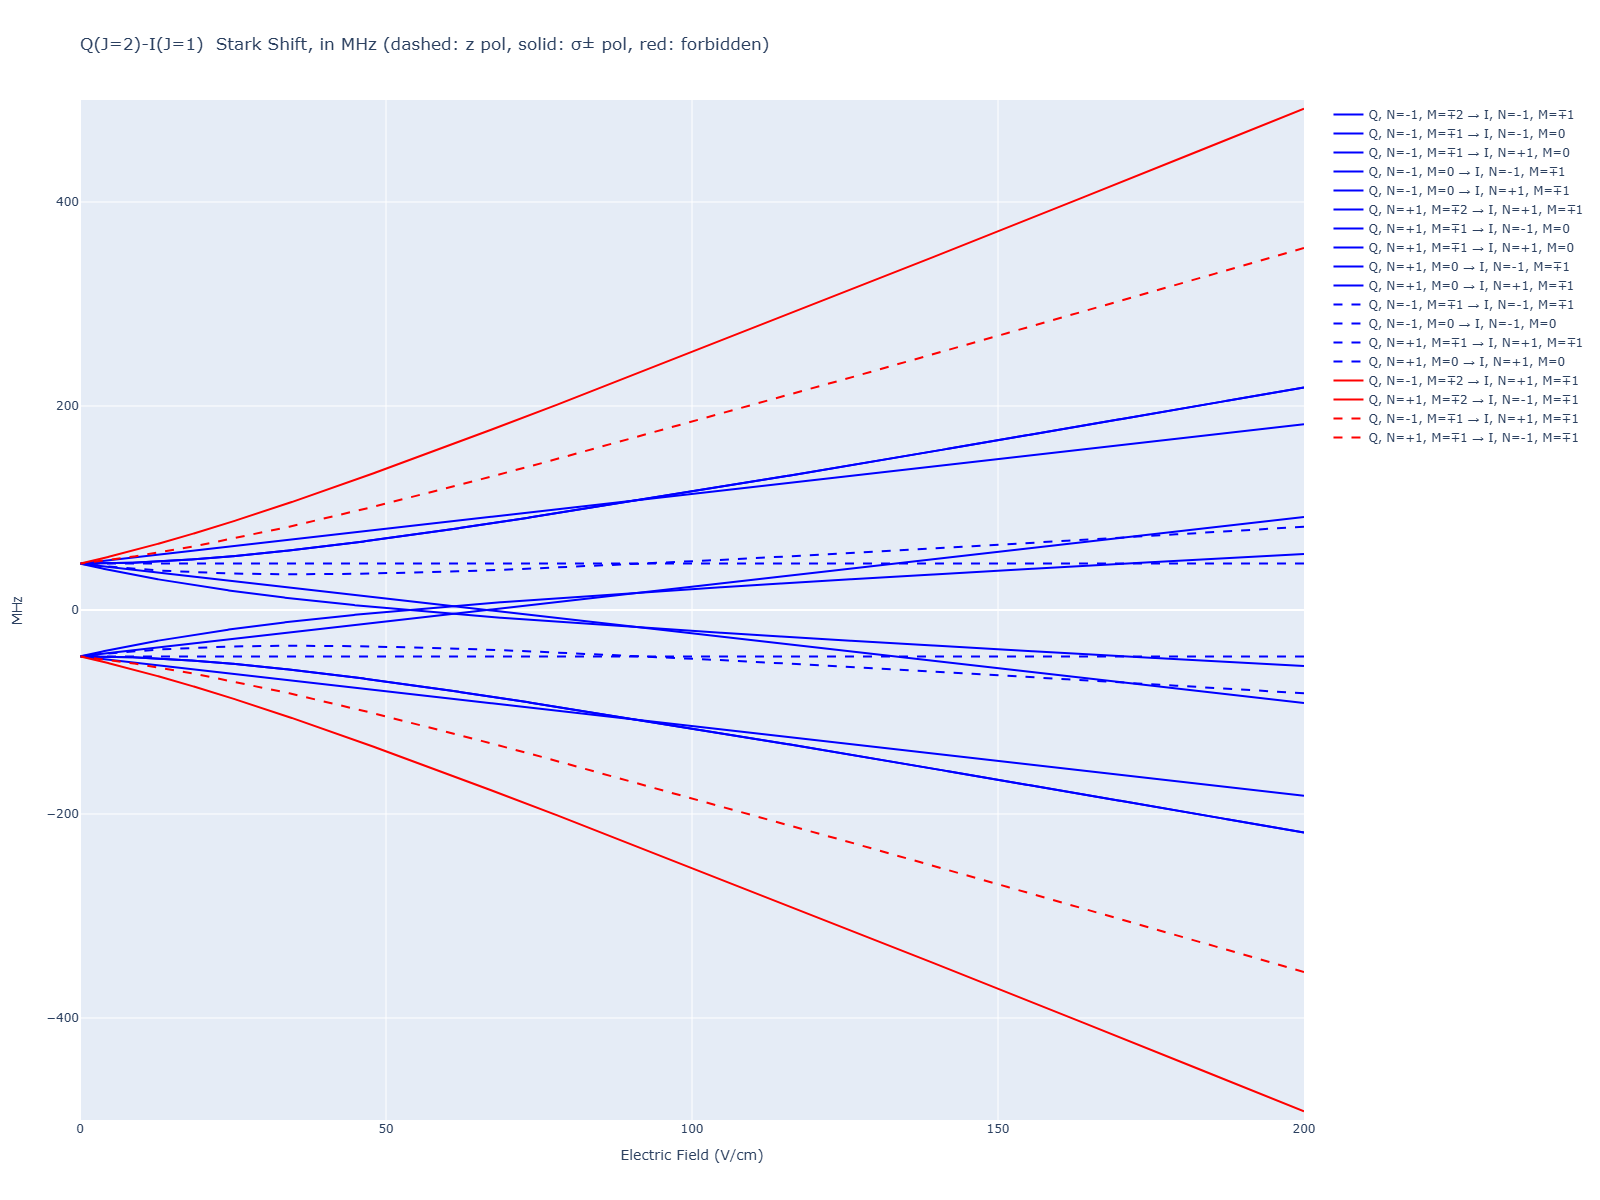 Q(J=2)-I(J=1)  Stark Shift, in MHz (dashed: z pol, solid: σ± pol, red: forbidden)
MHz
400
200
0
−200
−400
0
50
100
150
200
Electric Field (V/cm)
Q, N=-1, M=∓2 → I, N=-1, M=∓1
Q, N=-1, M=∓1 → I, N=-1, M=0
Q, N=-1, M=∓1 → I, N=+1, M=0
Q, N=-1, M=0 → I, N=-1, M=∓1
Q, N=-1, M=0 → I, N=+1, M=∓1
Q, N=+1, M=∓2 → I, N=+1, M=∓1
Q, N=+1, M=∓1 → I, N=-1, M=0
Q, N=+1, M=∓1 → I, N=+1, M=0
Q, N=+1, M=0 → I, N=-1, M=∓1
Q, N=+1, M=0 → I, N=+1, M=∓1
Q, N=-1, M=∓1 → I, N=-1, M=∓1
Q, N=-1, M=0 → I, N=-1, M=0
Q, N=+1, M=∓1 → I, N=+1, M=∓1
Q, N=+1, M=0 → I, N=+1, M=0
Q, N=-1, M=∓2 → I, N=+1, M=∓1
Q, N=+1, M=∓2 → I, N=-1, M=∓1
Q, N=-1, M=∓1 → I, N=+1, M=∓1
Q, N=+1, M=∓1 → I, N=-1, M=∓1